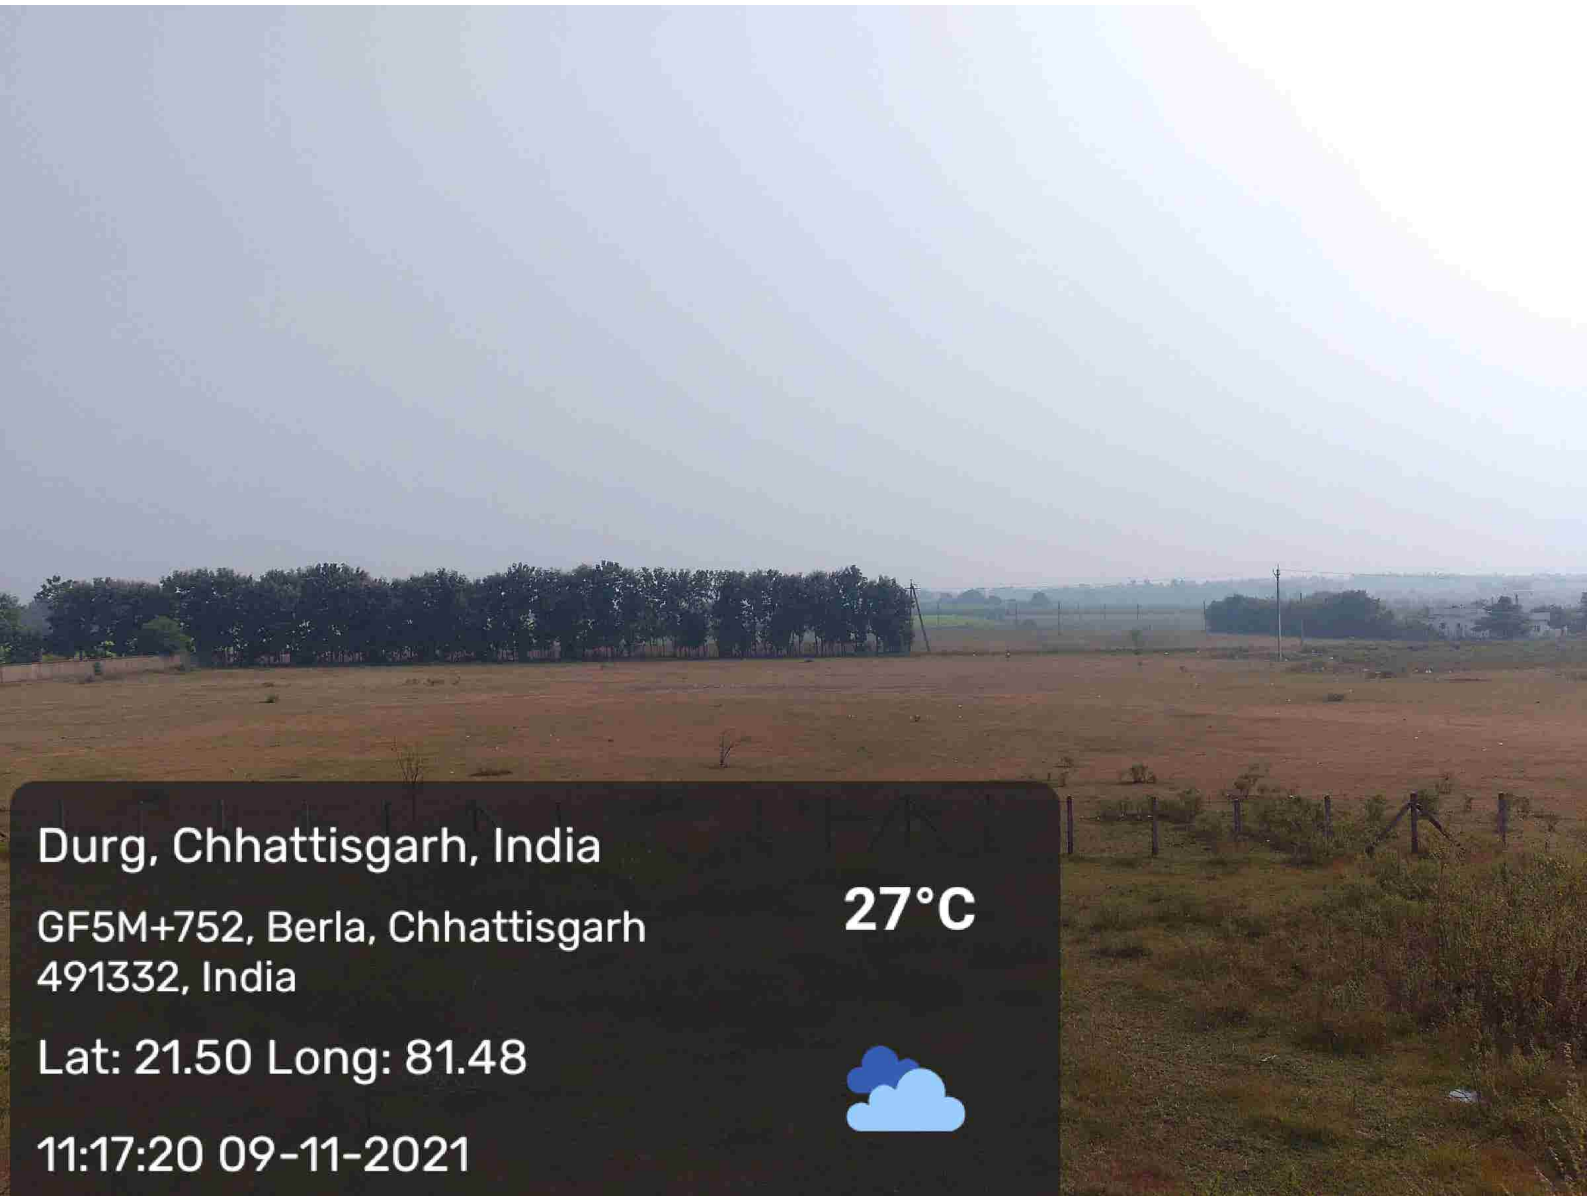 Durg, Chhattisgarh, India
GF5M+752, Berla, Chhattisgarh
491332, India
27°C
Lat: 21.50 Long: 81.48
11:17:20 09-11-2021